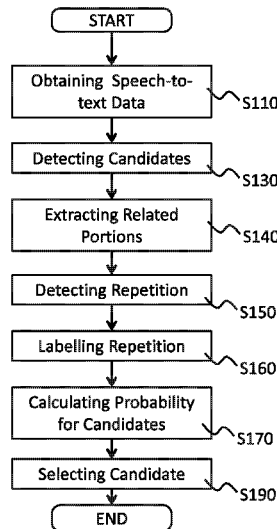 START
Obtaining Speech-to-
text Data
S110
Detecting Candidates
S130
Extracting Related
Portions
S140
Detecting Repetition
S150
Labelling Repetition
S160
Calculating Probability
for Candidates
S170
Selecting Candidate
S190
END